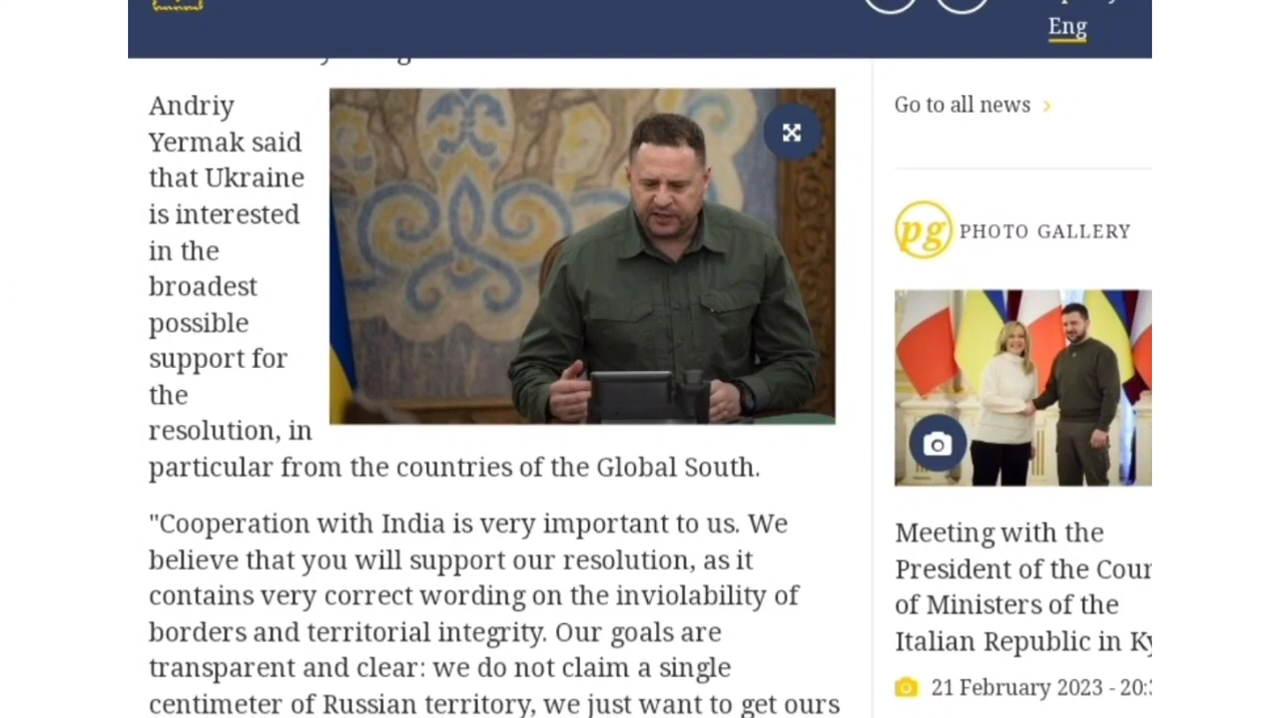 Eng
Andriy
Yermak said
that Ukraine
is interested
in the
broadest
possible
support for
the
resolution, in
particular from the countries of the Global South.
"Cooperation with India is very important to us. We
believe that you will support our resolution, as it
contains very correct wording on the inviolability of
borders and territorial integrity. Our goals are
transparent and clear: we do not claim a single
centimeter of Russian territory, we just want to get ours
Go to all news
pg PHOTO GALLERY
Meeting with the
President of the
of Ministers of the
Italian Republic in
21 February 2023 -